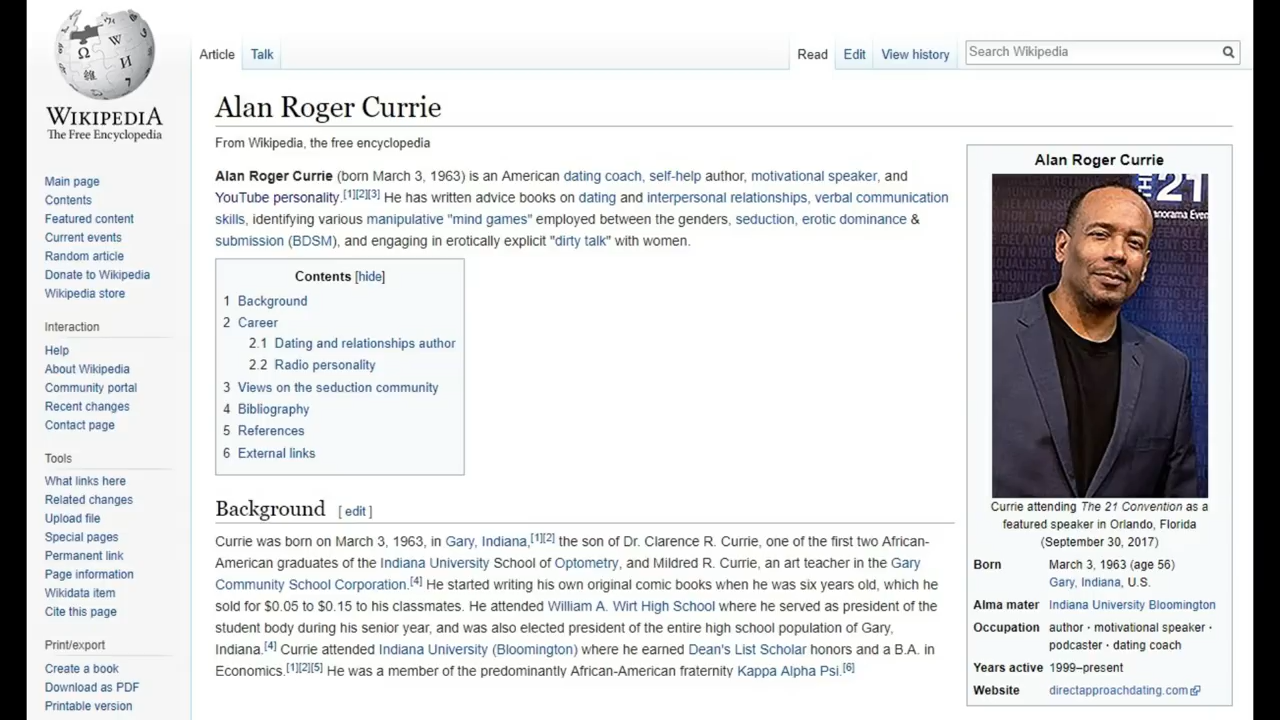 WIKIPEDIA
The Free Encyclopedia
Main page
Contents
Featured content
Current events
Random article
Donate to Wikipedia
Wikipedia store
Interaction
Help
About Wikipedia
Community portal
Recent changes
Contact page
Tools
What links here
Related changes
Upload file
Special pages
Permanent link
Page information
Wikidata item
Cite this page
Print/export
Create a book
Download as PDF
Printable version
Article Talk
Read Edit View history Search Wikipedia
Alan Roger Currie
From Wikipedia, the free encyclopedia
Alan Roger Currie (born March 3, 1963) is an American dating coach, self-help author, motivational speaker, and
YouTube personality.[1][2][3] He has written advice books on dating and interpersonal relationships, verbal communication
skills, identifying various manipulative "mind games" employed between the genders, seduction, erotic dominance &
submission (BDSM), and engaging in erotically explicit "dirty talk" with women.
Contents [hide]
1 Background
2 Career
2.1 Dating and relationships author
2.2 Radio personality
3 Views on the seduction community
4 Bibliography
5 References
6 External links
Background [ edit ]
Currie was born on March 3, 1963, in Gary, Indiana,[1][2] the son of Dr. Clarence R. Currie, one of the first two African-
American graduates of the Indiana University School of Optometry, and Mildred R. Currie, an art teacher in the Gary
Community School Corporation.[4] He started writing his own original comic books when he was six years old, which he
sold for $0.05 to $0.15 to his classmates. He attended William A. Wirt High School where he served as president of the
student body during his senior year, and was also elected president of the entire high school population of Gary,
Indiana.[4] Currie attended Indiana University (Bloomington) where he earned Dean's List Scholar honors and a B.A. in
Economics.[1][2][5] He was a member of the predominantly African-American fraternity Kappa Alpha Psi.[6]
Alan Roger Currie
21
Currie attending The 21 Convention as a
featured speaker in Orlando, Florida
(September 30, 2017)
Born March 3, 1963 (age 56)
Gary, Indiana, U.S.
Alma mater Indiana University Bloomington
Occupation author · motivational speaker ·
podcaster · dating coach
Years active 1999–present
Website directapproachdating.com